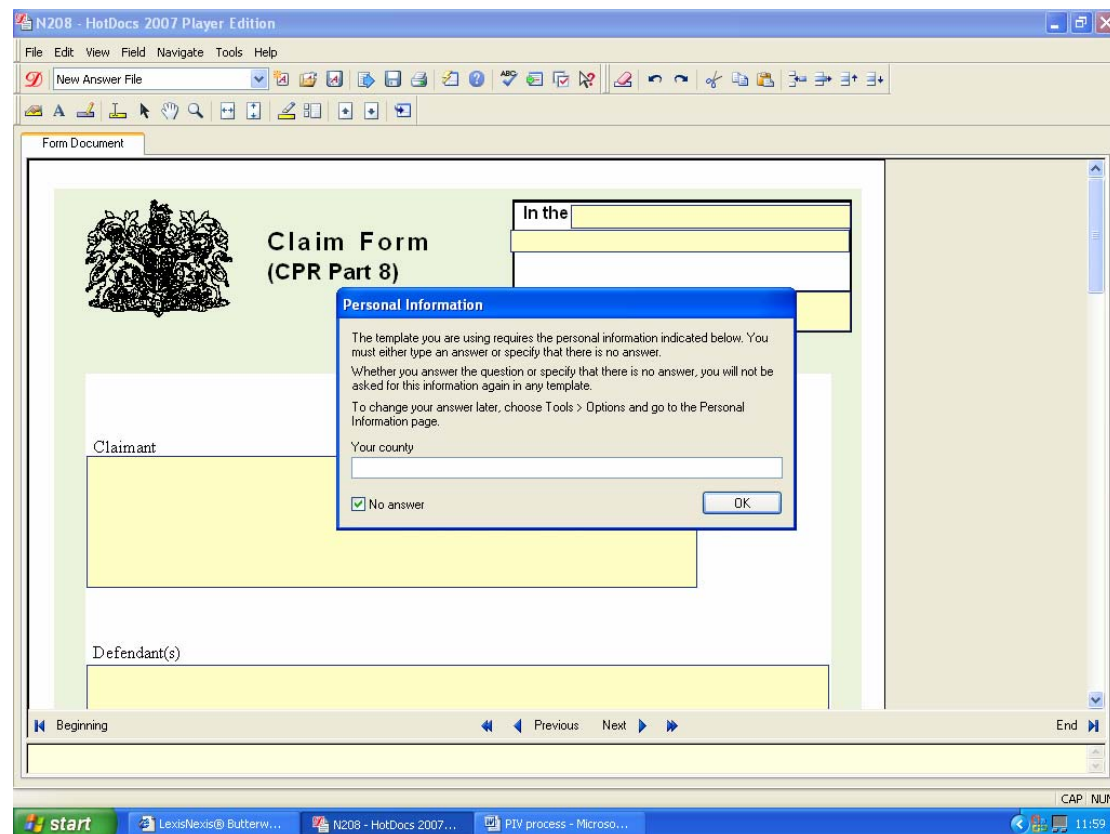 N208 - HotDocs 2007 Player Edition
File Edit View Field Navigate Tools Help
New Answer File
Form Document
In the
Claim Form
(CPR Part 8)
Personal Information
The template you are using requires the personal information indicated below. You
must either type an answer or specify that there is no answer.
Whether you answer the question or specify that there is no answer, you will not be
asked for this information again in any template.
To change your answer later, choose Tools > Options and go to the Personal
Information page.
Your county
No answer
OK
Claimant
Defendant(s)
Beginning Previous Next End
CAP NUM
start LexisNexis® Butterw... N208 - HotDocs 2007... PIV process - Microso... 11:59